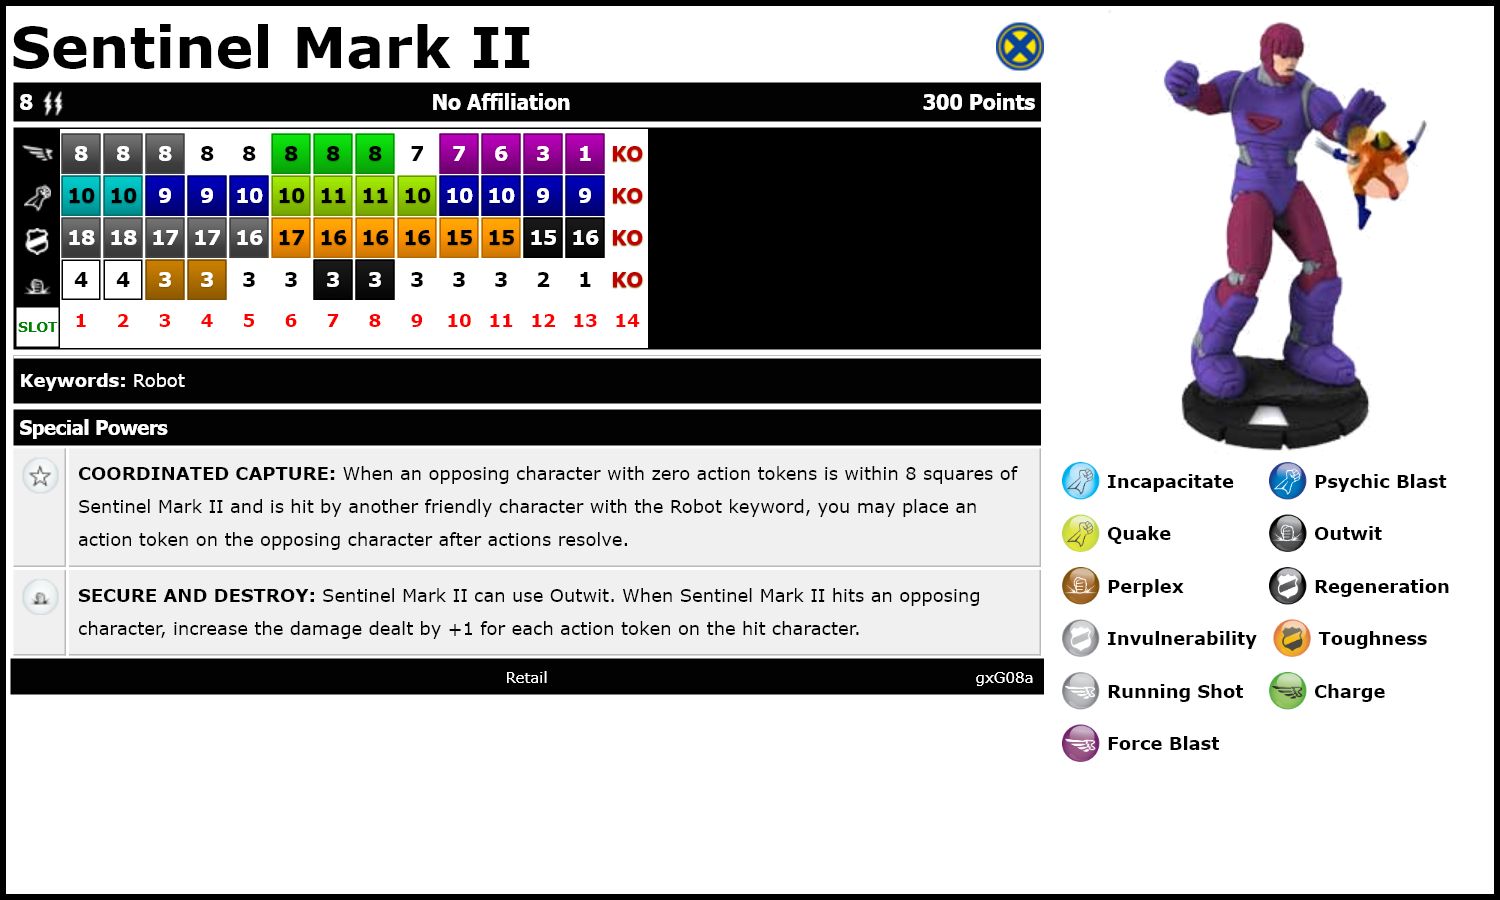 Sentinel Mark II
8 No Affiliation 300 Points
8 8 8 8 8 8 8 8 7 7 6 3 1 KO
10 10 9 9 10 10 11 11 10 10 10 9 9 KO
18 18 17 17 16 17 16 16 16 15 15 15 16 KO
4 4 3 3 3 3 3 3 3 3 3 2 1 KO
SLOT 1 2 3 4 5 6 7 8 9 10 11 12 13 14
Keywords: Robot
Special Powers
COORDINATED CAPTURE: When an opposing character with zero action tokens is within 8 squares of
Sentinel Mark II and is hit by another friendly character with the Robot keyword, you may place an
action token on the opposing character after actions resolve.
SECURE AND DESTROY: Sentinel Mark II can use Outwit. When Sentinel Mark II hits an opposing
character, increase the damage dealt by +1 for each action token on the hit character.
Retail gxG08a
Incapacitate Psychic Blast
Quake Outwit
Perplex Regeneration
Invulnerability Toughness
Running Shot Charge
Force Blast